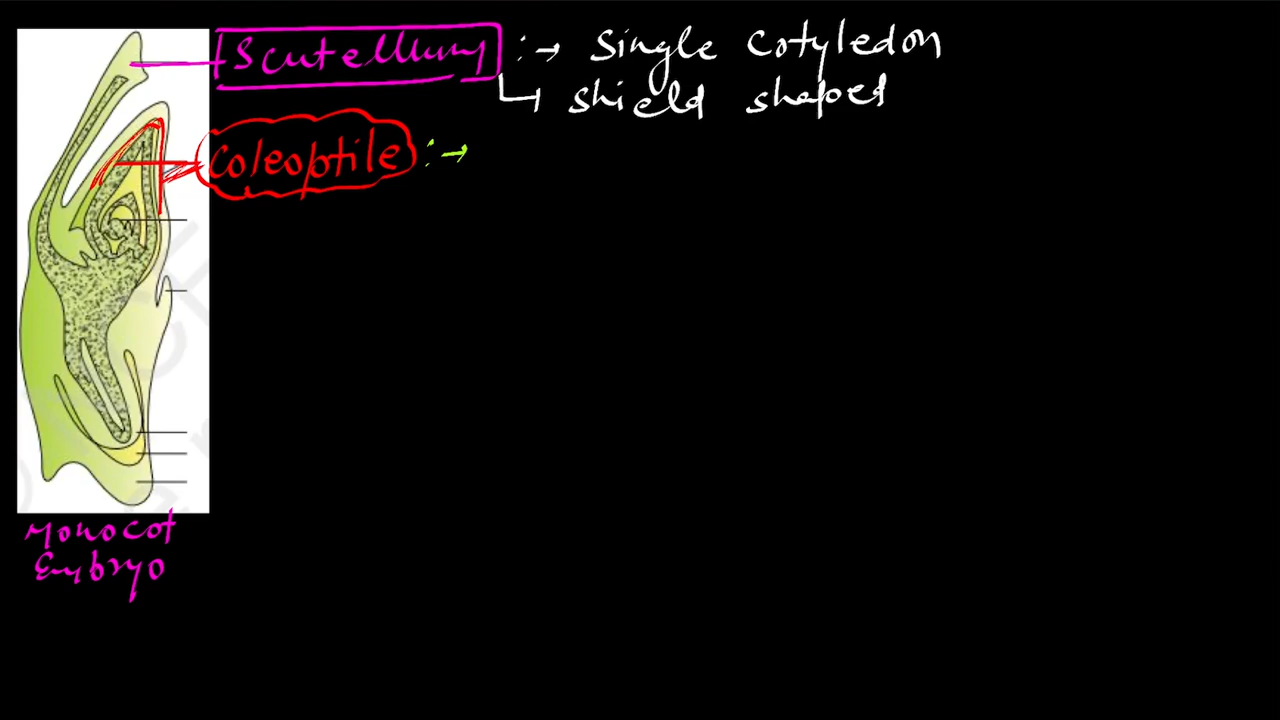 Scutellum :→ Single Cotyledon
↳ shield shaped
Coleoptile :→
Monocot
Embryo